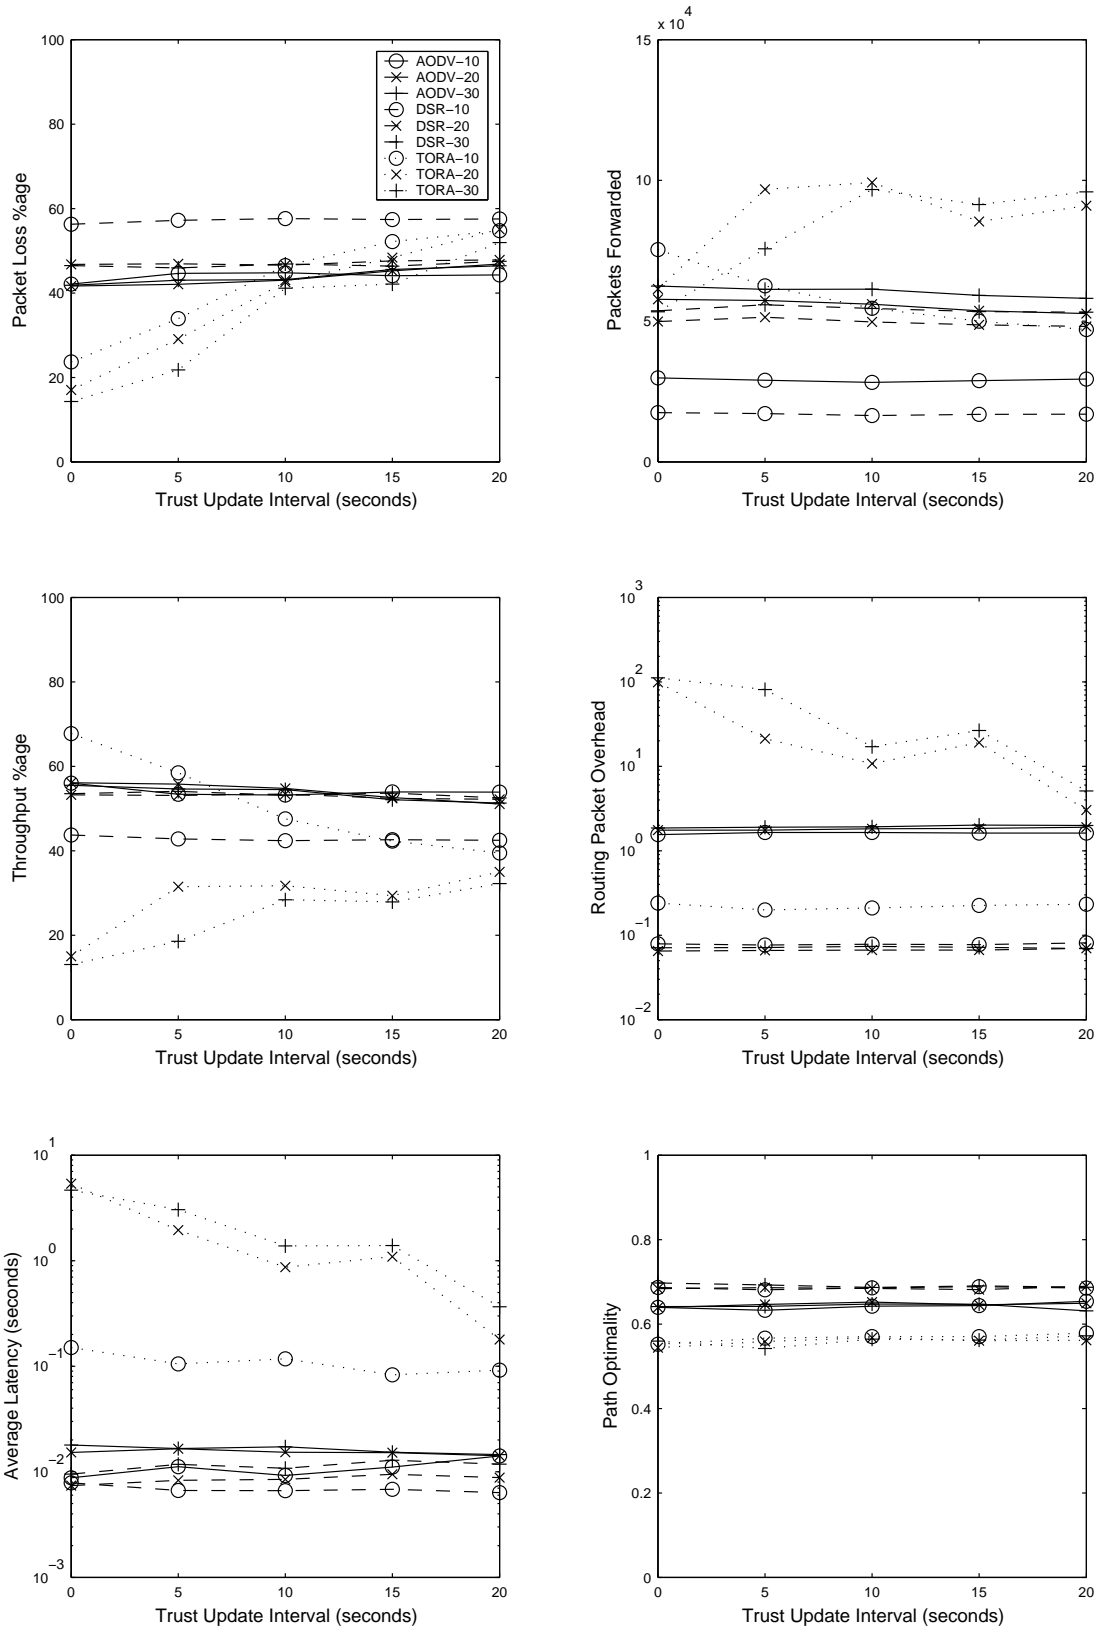 100
80
60
40
20
0
0 5 10 15 20
Packet Loss %age
Trust Update Interval (seconds)
AODV−10
AODV−20
AODV−30
DSR−10
DSR−20
DSR−30
TORA−10
TORA−20
TORA−30
x 10^4
15
10
5
0
0 5 10 15 20
Packets Forwarded
Trust Update Interval (seconds)
100
80
60
40
20
0
0 5 10 15 20
Throughput %age
Trust Update Interval (seconds)
10^3
10^2
10^1
10^0
10^−1
10^−2
0 5 10 15 20
Routing Packet Overhead
Trust Update Interval (seconds)
10^1
10^0
10^−1
10^−2
10^−3
0 5 10 15 20
Average Latency (seconds)
Trust Update Interval (seconds)
1
0.8
0.6
0.4
0.2
0
0 5 10 15 20
Path Optimality
Trust Update Interval (seconds)